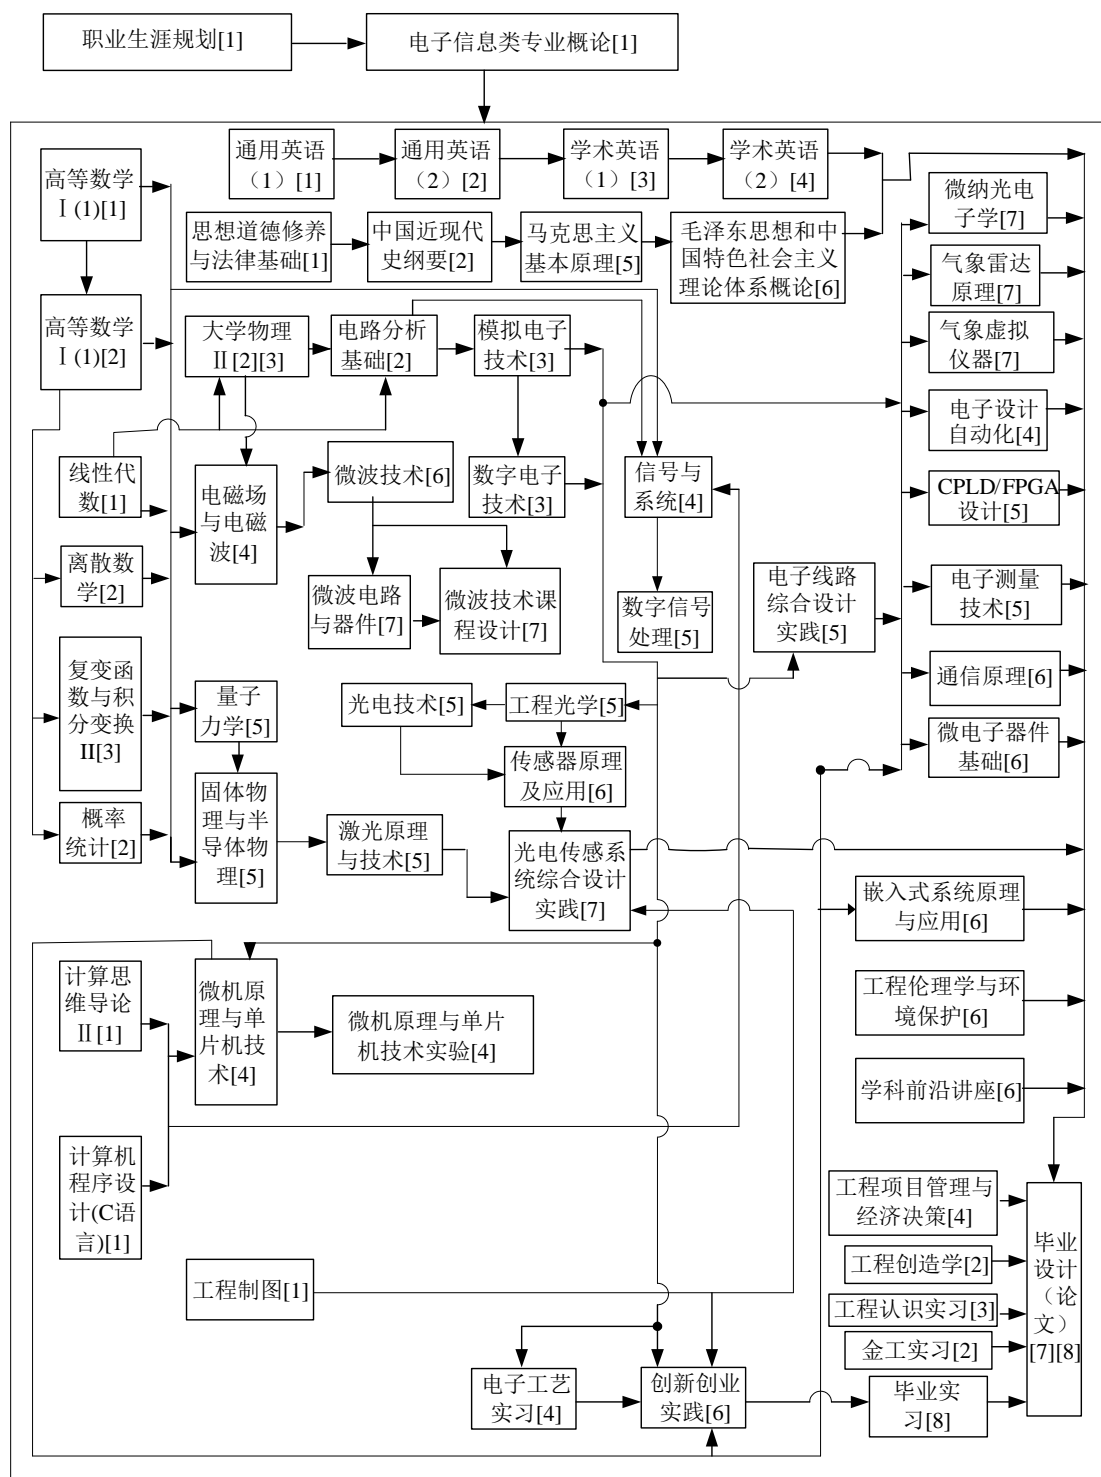 职业生涯规划[1]
电子信息类专业概论[1]
通用英语
（1）[1]
通用英语
（2）[2]
学术英语
（1）[3]
学术英语
（2）[4]
高等数学
Ⅰ(1)[1]
思想道德修养
与法律基础[1]
中国近现代
史纲要[2]
马克思主义
基本原理[5]
毛泽东思想和中
国特色社会主义
理论体系概论[6]
微纳光电
子学[7]
气象雷达
原理[7]
高等数学
Ⅰ(1)[2]
大学物理
Ⅱ[2][3]
电路分析
基础[2]
模拟电子
技术[3]
气象虚拟
仪器[7]
电子设计
自动化[4]
线性代
数[1]
电磁场
与电磁
波[4]
微波技术[6]
数字电子
技术[3]
信号与
系统[4]
CPLD/FPGA
设计[5]
离散数
学[2]
微波电路
与器件[7]
微波技术课
程设计[7]
数字信号
处理[5]
电子线路
综合设计
实践[5]
电子测量
技术[5]
复变函
数与积
分变换
II[3]
量子
力学[5]
光电技术[5]
工程光学[5]
通信原理[6]
传感器原理
及应用[6]
微电子器件
基础[6]
概率
统计[2]
固体物
理与半
导体物
理[5]
激光原理
与技术[5]
光电传感系
统综合设计
实践[7]
嵌入式系统原理
与应用[6]
计算思
维导论
Ⅱ[1]
微机原
理与单
片机技
术[4]
微机原理与单片
机技术实验[4]
工程伦理学与环
境保护[6]
学科前沿讲座[6]
计算机
程序设
计(C语
言)[1]
工程项目管理与
经济决策[4]
毕业
设计
（论
文）
[7][8]
工程制图[1]
工程创造学[2]
工程认识实习[3]
金工实习[2]
电子工艺
实习[4]
创新创业
实践[6]
毕业实
习[8]